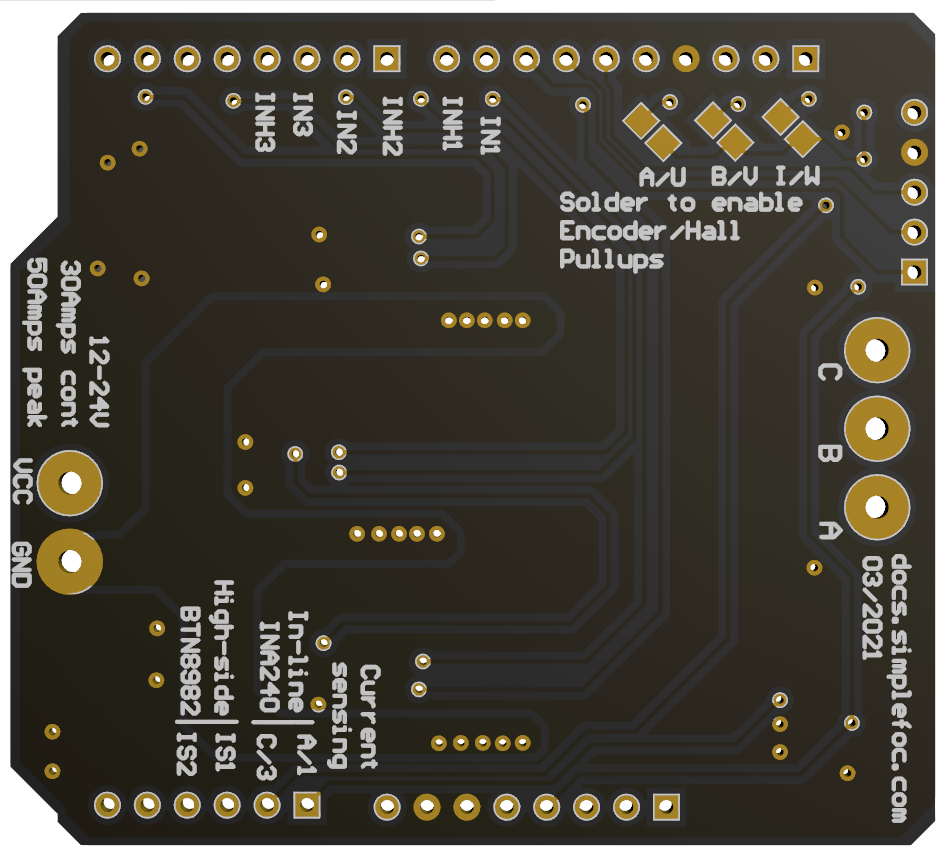 INH3
IN3
IN2
INH2
INH1
IN1
A/U B/V I/W
Solder to enable
Encoder/Hall
Pullups
12-24V
30Amps cont
50Amps peak
VCC
GND
C
B
A
docs.simplefoc.com
03/2021
Current
sensing
In-line
INA240
A/1
C/3
High-side
BTN8982
IS1
IS2